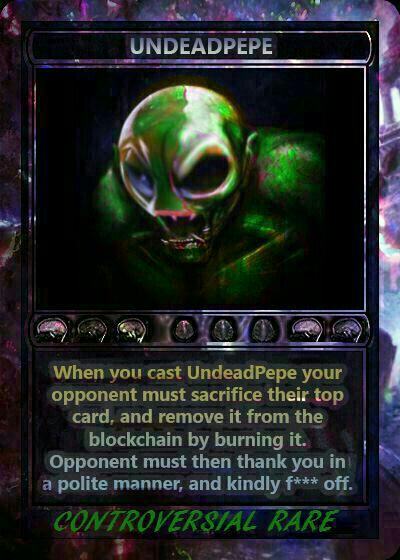 UNDEADPEPE
When you cast UndeadPepe your
opponent must sacrifice their top
card, and remove it from the
blockchain by burning it.
Opponent must then thank you in
a polite manner, and kindly f*** off.
CONTROVERSIAL RARE